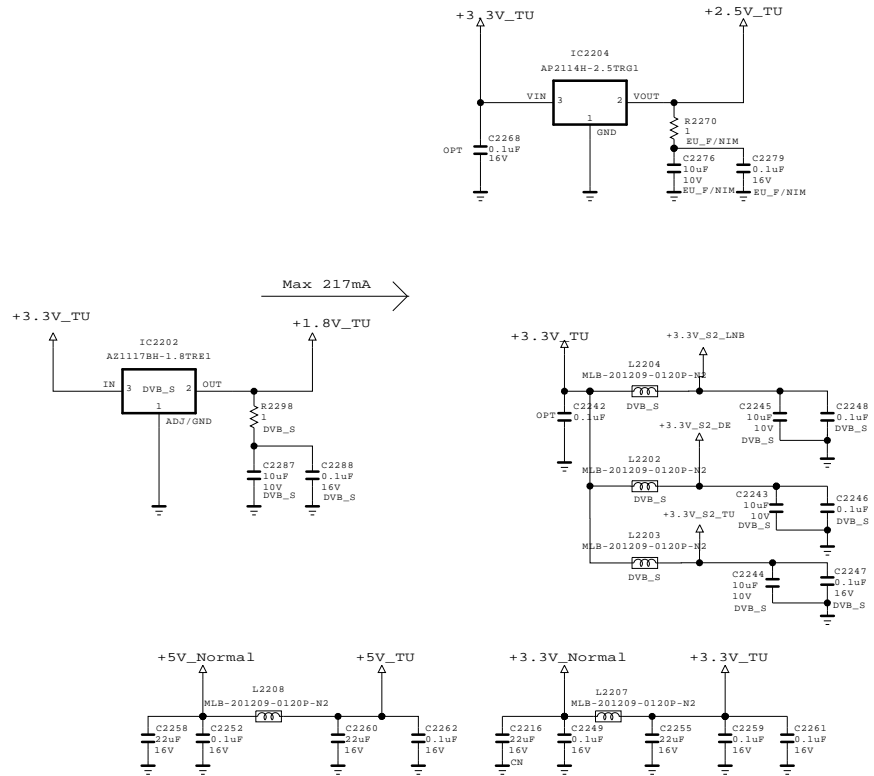 +3.3V_TU
+2.5V_TU
IC2204
AP2114H-2.5TRG1
VIN
3
2
VOUT
1
GND
R2270
1
EU_F/NIM
OPT
C2268
0.1uF
16V
C2276
10uF
10V
EU_F/NIM
C2279
0.1uF
16V
EU_F/NIM
Max 217mA
+3.3V_TU
+1.8V_TU
IC2202
AZ1117BH-1.8TRE1
IN
3
DVB_S
2
OUT
1
ADJ/GND
R2298
1
DVB_S
C2287
10uF
10V
DVB_S
C2288
0.1uF
16V
DVB_S
+3.3V_TU
+3.3V_S2_LNB
L2204
MLB-201209-0120P-N2
DVB_S
OPT
C2242
0.1uF
C2245
10uF
10V
DVB_S
C2248
0.1uF
DVB_S
+3.3V_S2_DE
L2202
MLB-201209-0120P-N2
DVB_S
C2243
10uF
10V
DVB_S
C2246
0.1uF
DVB_S
+3.3V_S2_TU
L2203
MLB-201209-0120P-N2
DVB_S
C2244
10uF
10V
DVB_S
C2247
0.1uF
16V
DVB_S
+5V_Normal
+5V_TU
L2208
MLB-201209-0120P-N2
C2258
22uF
16V
C2252
0.1uF
16V
C2260
22uF
16V
C2262
0.1uF
16V
+3.3V_Normal
+3.3V_TU
L2207
MLB-201209-0120P-N2
C2216
22uF
16V
CN
C2249
0.1uF
16V
C2255
22uF
16V
C2259
0.1uF
16V
C2261
0.1uF
16V